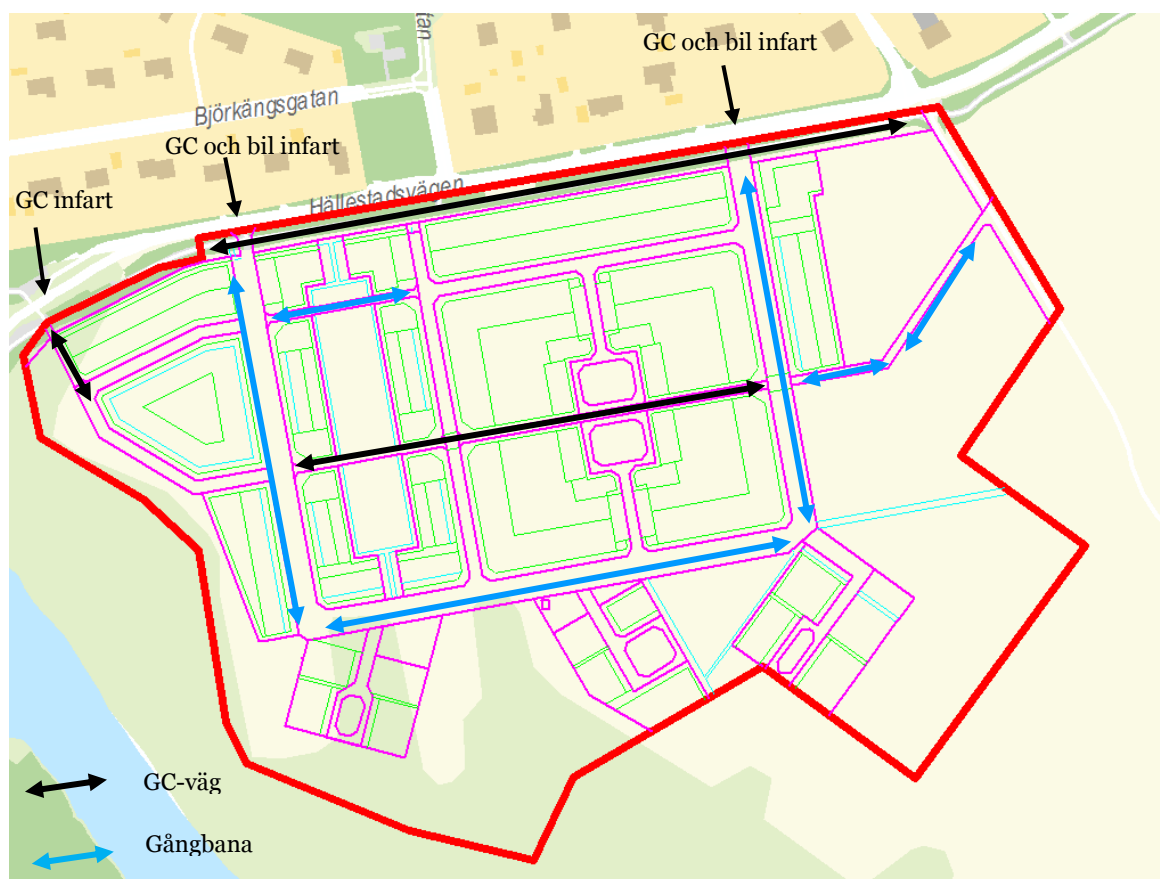 GC och bil infart
Björkängsgatan
GC och bil infart
GC infart
Hällestadsvägen
GC-väg
Gångbana